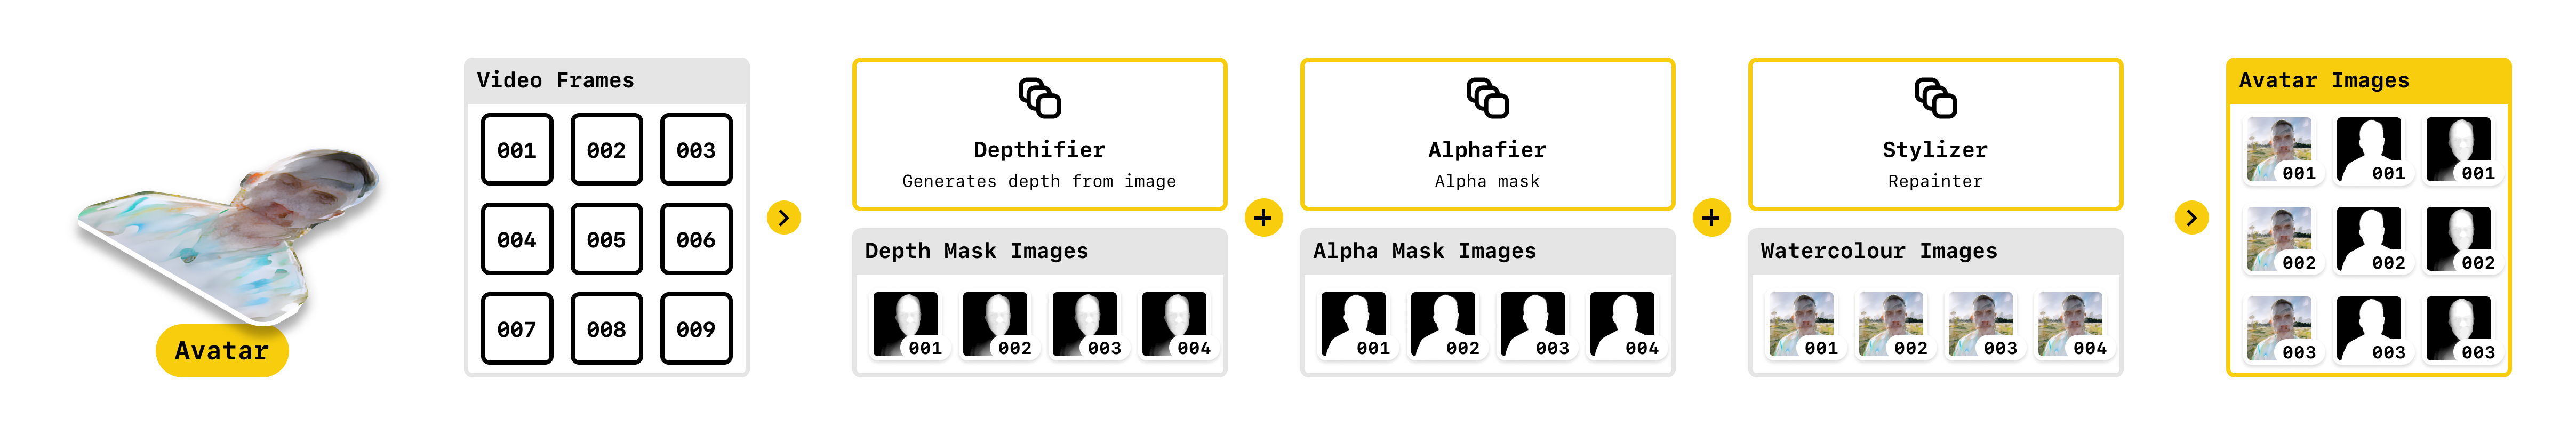 Avatar
Video Frames
001 002 003
004 005 006
007 008 009
Depthifier
Generates depth from image
Depth Mask Images
001 002 003 004
Alphafier
Alpha mask
Alpha Mask Images
001 002 003 004
Stylizer
Repainter
Watercolour Images
001 002 003 004
Avatar Images
001 001 001
002 002 002
003 003 003